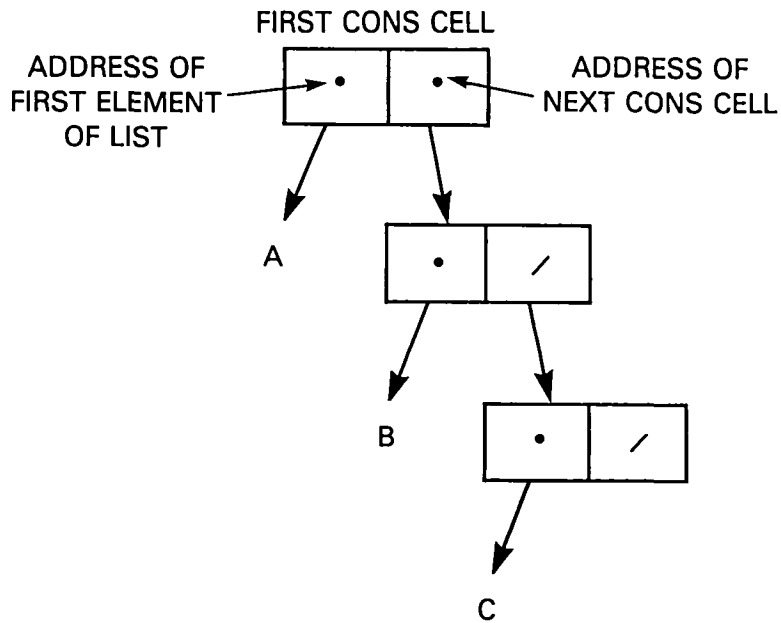 FIRST CONS CELL
ADDRESS OF
FIRST ELEMENT
OF LIST
ADDRESS OF
NEXT CONS CELL
A
B
C